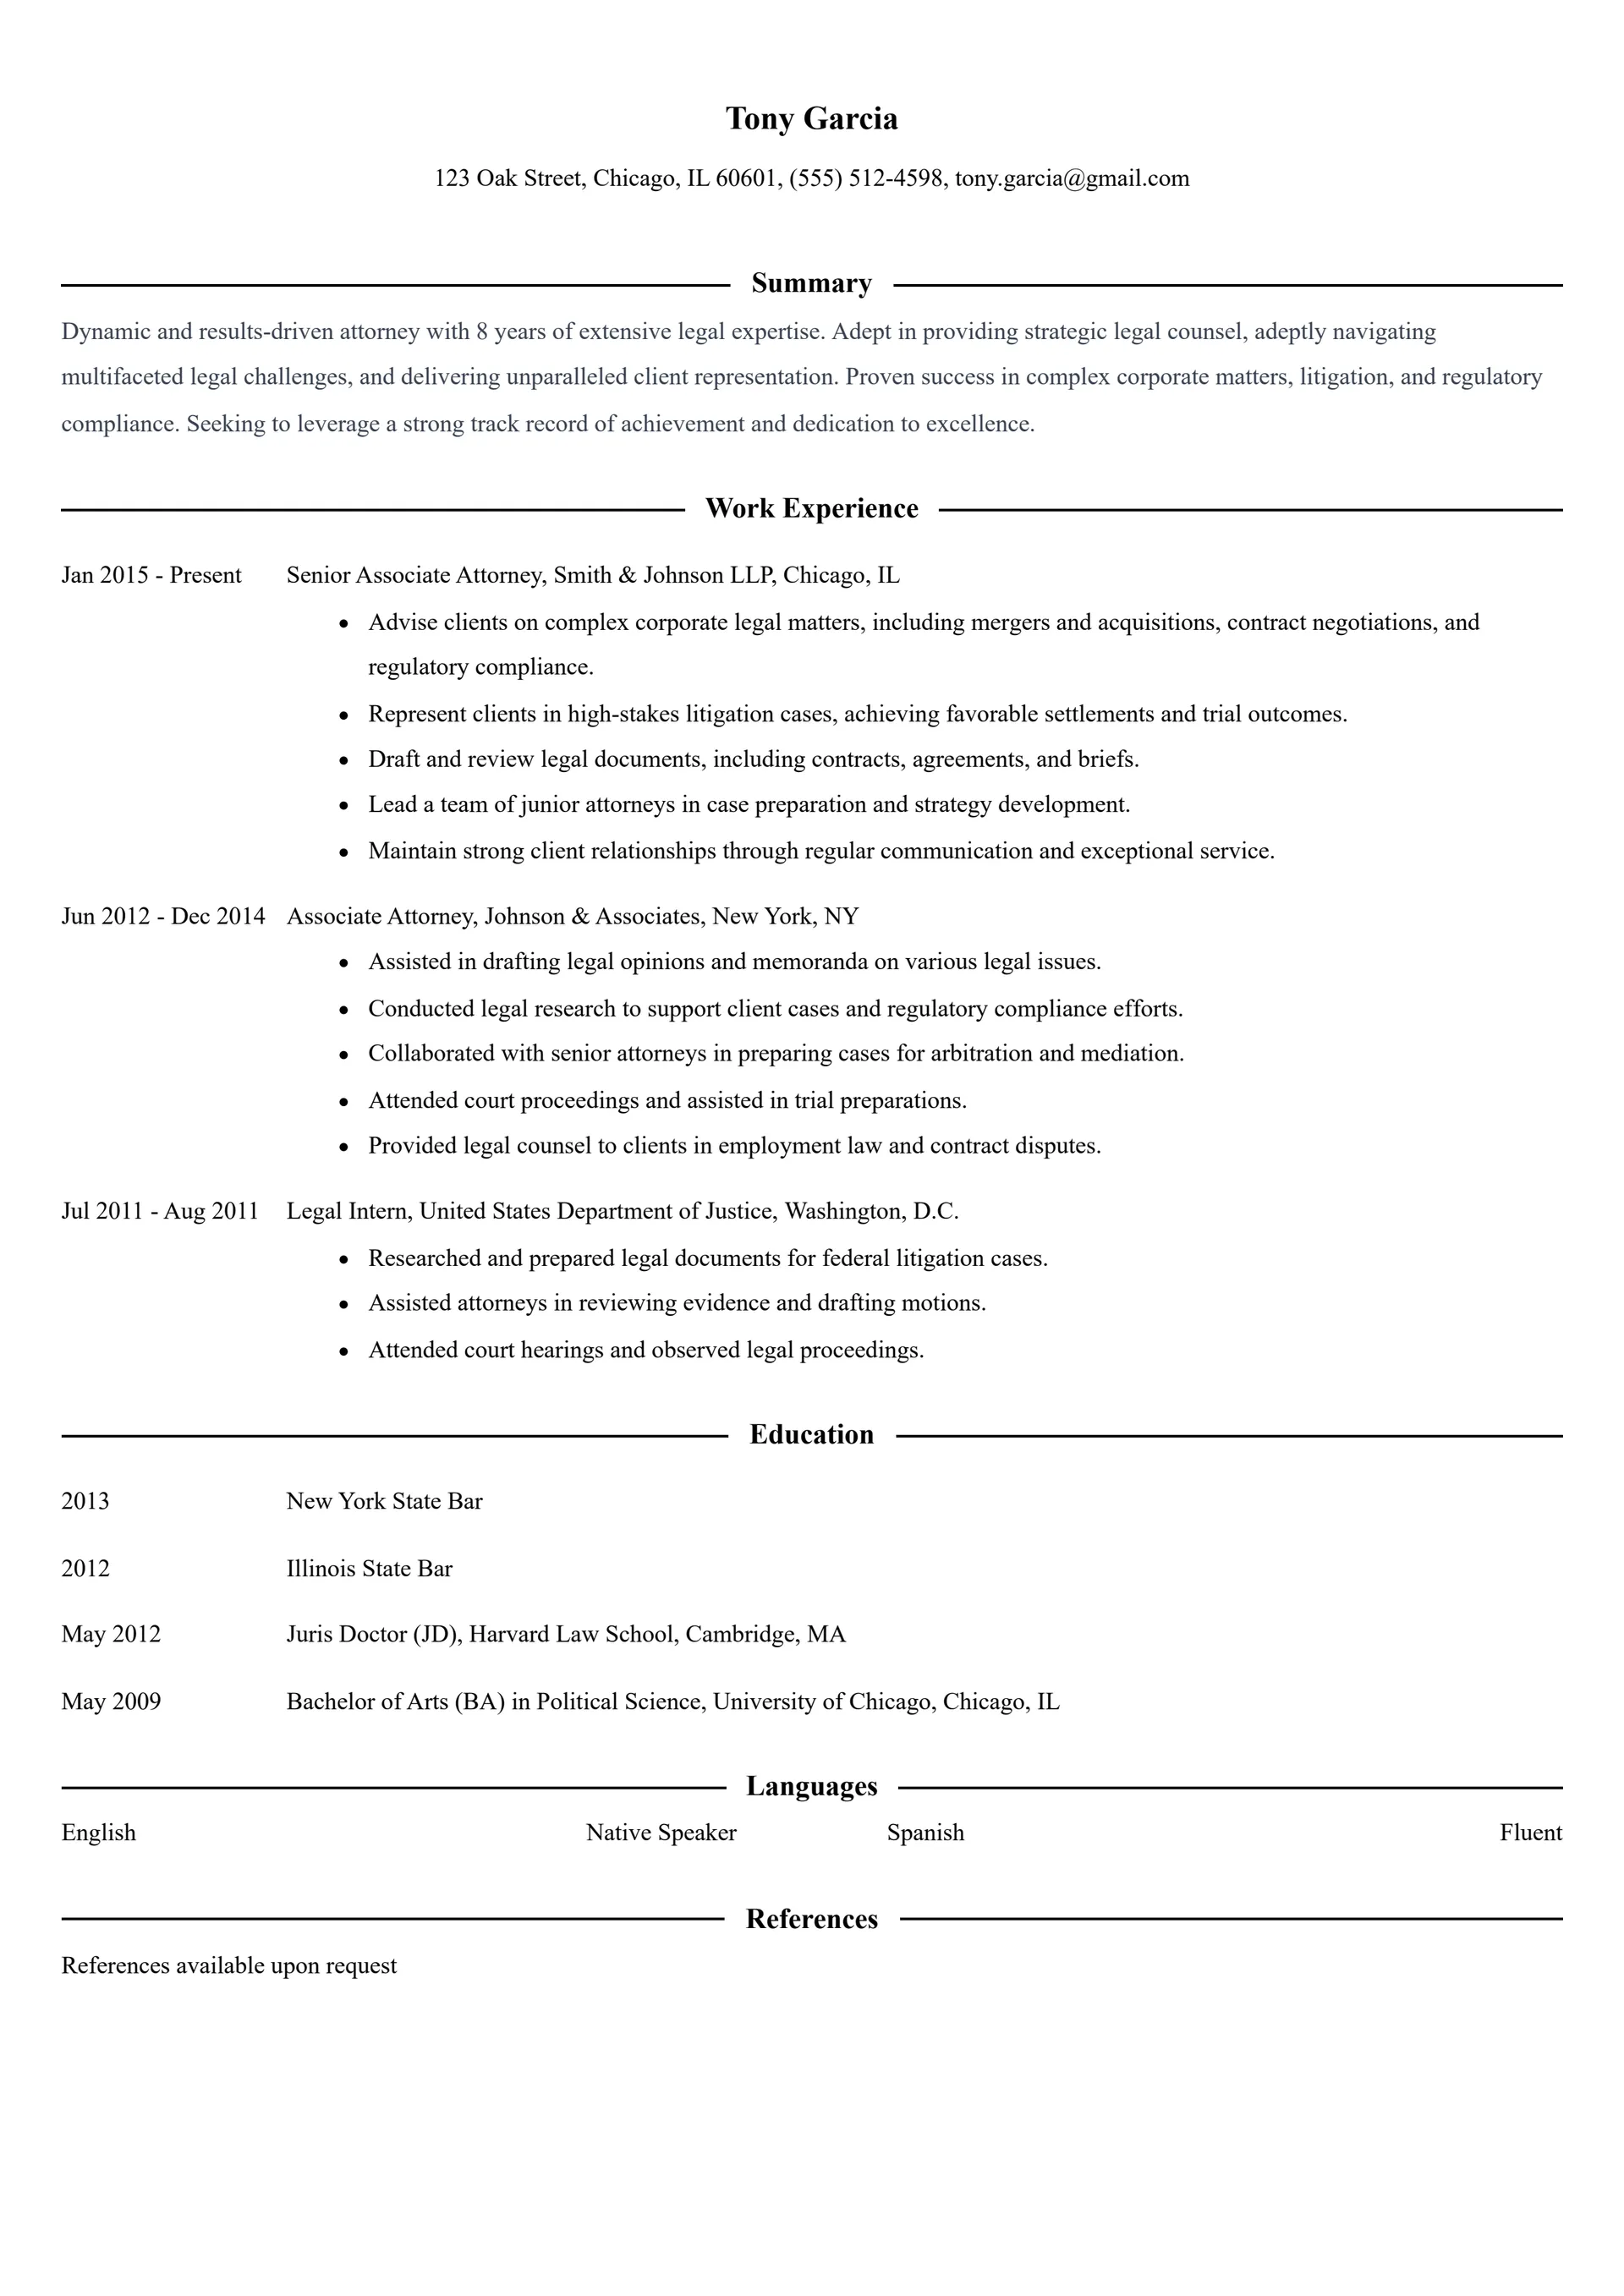 Tony Garcia
123 Oak Street, Chicago, IL 60601, (555) 512-4598, tony.garcia@gmail.com
Summary
Dynamic and results-driven attorney with 8 years of extensive legal expertise. Adept in providing strategic legal counsel, adeptly navigating
multifaceted legal challenges, and delivering unparalleled client representation. Proven success in complex corporate matters, litigation, and regulatory
compliance. Seeking to leverage a strong track record of achievement and dedication to excellence.
Work Experience
Jan 2015 - Present Senior Associate Attorney, Smith & Johnson LLP, Chicago, IL
• Advise clients on complex corporate legal matters, including mergers and acquisitions, contract negotiations, and
regulatory compliance.
• Represent clients in high-stakes litigation cases, achieving favorable settlements and trial outcomes.
• Draft and review legal documents, including contracts, agreements, and briefs.
• Lead a team of junior attorneys in case preparation and strategy development.
• Maintain strong client relationships through regular communication and exceptional service.
Jun 2012 - Dec 2014 Associate Attorney, Johnson & Associates, New York, NY
• Assisted in drafting legal opinions and memoranda on various legal issues.
• Conducted legal research to support client cases and regulatory compliance efforts.
• Collaborated with senior attorneys in preparing cases for arbitration and mediation.
• Attended court proceedings and assisted in trial preparations.
• Provided legal counsel to clients in employment law and contract disputes.
Jul 2011 - Aug 2011 Legal Intern, United States Department of Justice, Washington, D.C.
• Researched and prepared legal documents for federal litigation cases.
• Assisted attorneys in reviewing evidence and drafting motions.
• Attended court hearings and observed legal proceedings.
Education
2013 New York State Bar
2012 Illinois State Bar
May 2012 Juris Doctor (JD), Harvard Law School, Cambridge, MA
May 2009 Bachelor of Arts (BA) in Political Science, University of Chicago, Chicago, IL
Languages
English Native Speaker Spanish Fluent
References
References available upon request